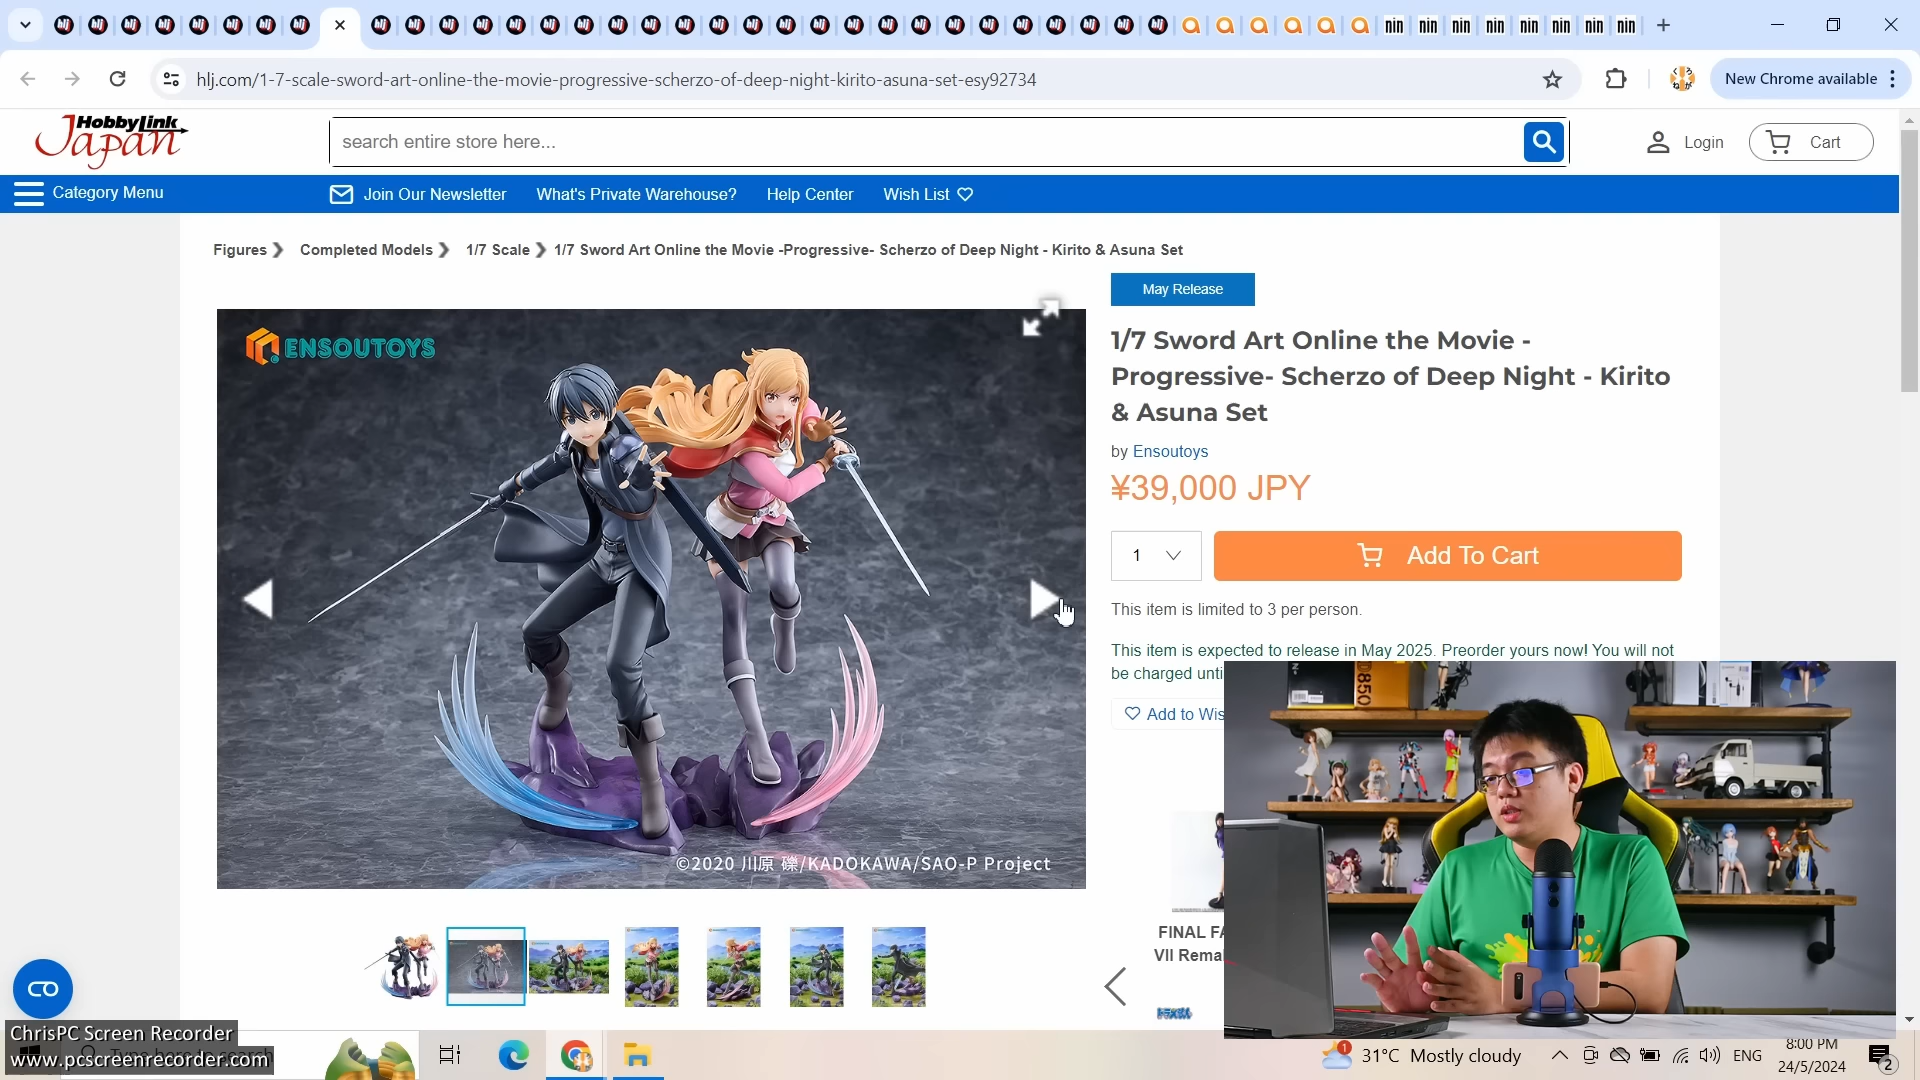 hlj.com/1-7-scale-sword-art-online-the-movie-progressive-scherzo-of-deep-night-kirito-asuna-set-esy92734
New Chrome available
HobbyLink
Japan
search entire store here...
Login
Cart
Category Menu
Join Our Newsletter
What's Private Warehouse?
Help Center
Wish List
Figures
Completed Models
1/7 Scale
1/7 Sword Art Online the Movie -Progressive- Scherzo of Deep Night - Kirito & Asuna Set
May Release
ENSOUTOYS
1/7 Sword Art Online the Movie -
Progressive- Scherzo of Deep Night - Kirito
& Asuna Set
by Ensoutoys
¥39,000 JPY
1
Add To Cart
This item is limited to 3 per person.
This item is expected to release in May 2025. Preorder yours now! You will not
be charged unti
Add to Wis
©2020 川原 礫/KADOKAWA/SAO-P Project
FINAL FA
VII Rema
ChrisPC Screen Recorder
www.pcscreenrecorder.com
31°C Mostly cloudy
ENG
8:00 PM
24/5/2024
2